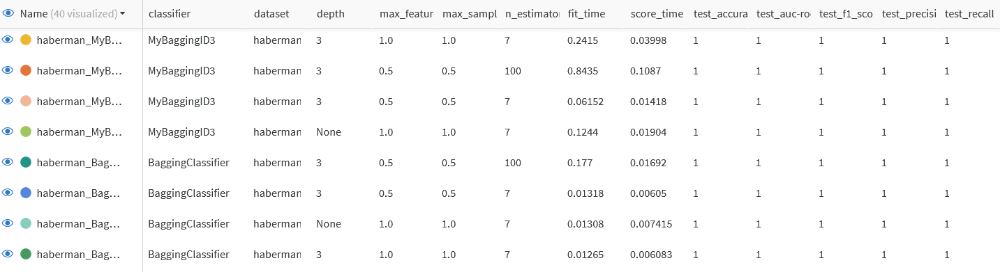 Name (40 visualized) classifier dataset depth max_featur max_sampl n_estimato fit_time score_time test_accura test_auc-ro test_f1_sco test_precisi test_recall
haberman_MyB... MyBaggingID3 haberman 3 1.0 1.0 7 0.2415 0.03998 1 1 1 1 1
haberman_MyB... MyBaggingID3 haberman 3 0.5 0.5 100 0.8435 0.1087 1 1 1 1 1
haberman_MyB... MyBaggingID3 haberman 3 0.5 0.5 7 0.06152 0.01418 1 1 1 1 1
haberman_MyB... MyBaggingID3 haberman None 1.0 1.0 7 0.1244 0.01904 1 1 1 1 1
haberman_Bag... BaggingClassifier haberman 3 0.5 0.5 100 0.177 0.01692 1 1 1 1 1
haberman_Bag... BaggingClassifier haberman 3 0.5 0.5 7 0.01318 0.00605 1 1 1 1 1
haberman_Bag... BaggingClassifier haberman None 1.0 1.0 7 0.01308 0.007415 1 1 1 1 1
haberman_Bag... BaggingClassifier haberman 3 1.0 1.0 7 0.01265 0.006083 1 1 1 1 1